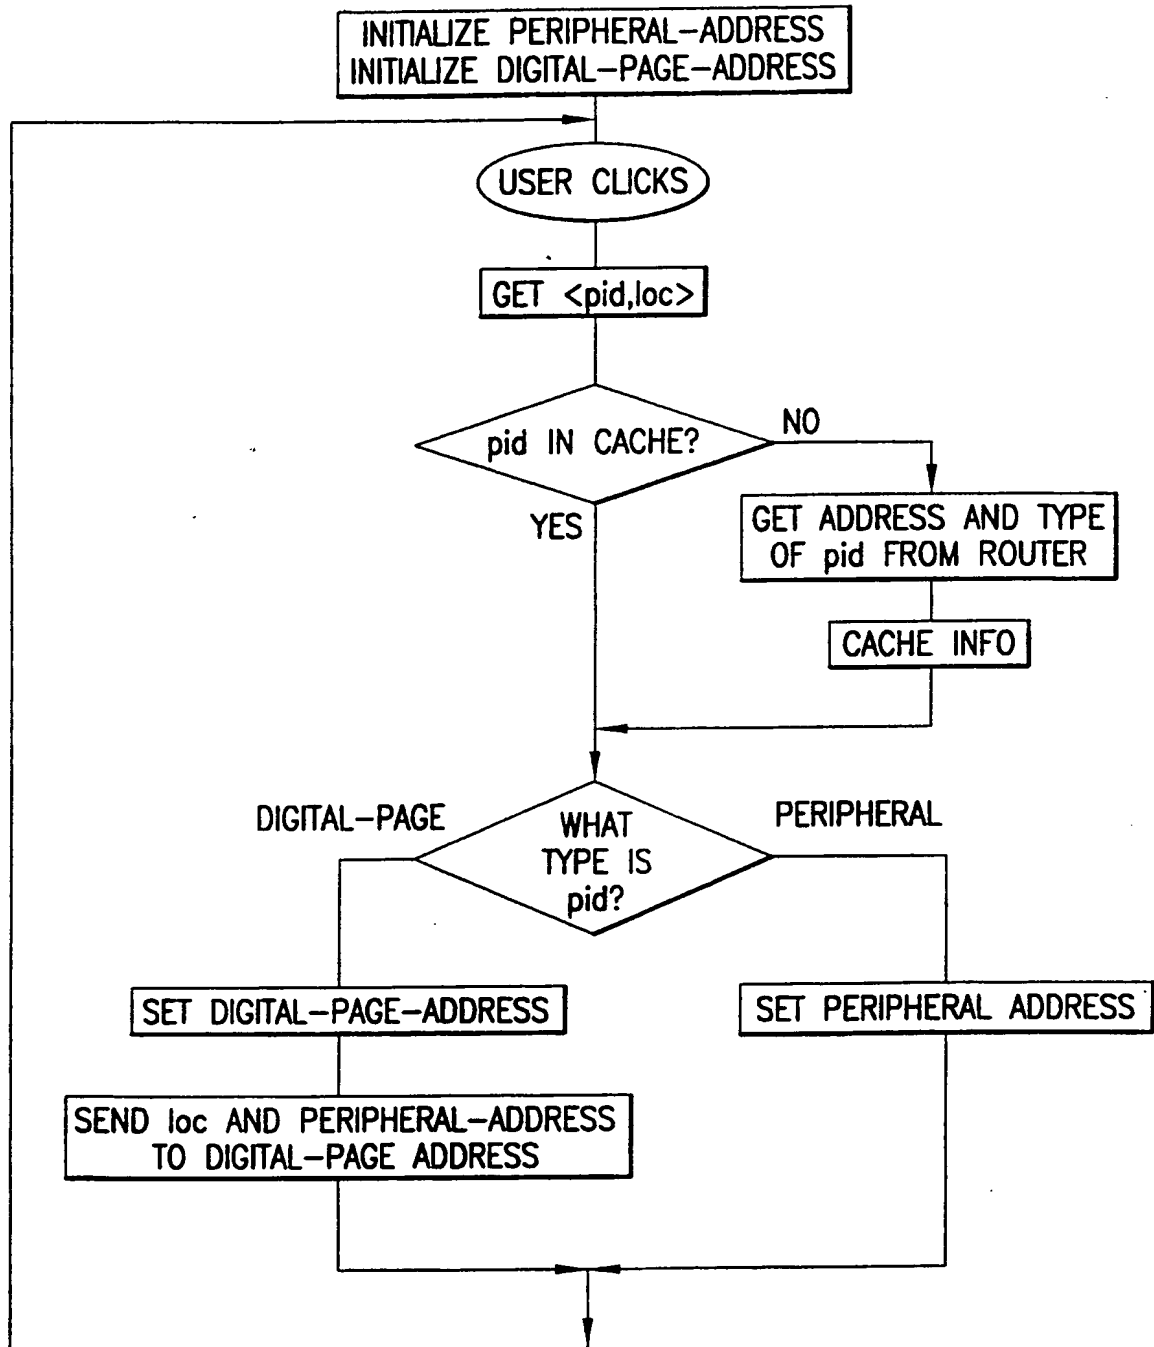 INITIALIZE PERIPHERAL-ADDRESS
INITIALIZE DIGITAL-PAGE-ADDRESS
USER CLICKS
GET <pid,loc>
pid IN CACHE?
NO
YES
GET ADDRESS AND TYPE
OF pid FROM ROUTER
CACHE INFO
DIGITAL-PAGE
WHAT
TYPE IS
pid?
PERIPHERAL
SET DIGITAL-PAGE-ADDRESS
SET PERIPHERAL ADDRESS
SEND loc AND PERIPHERAL-ADDRESS
TO DIGITAL-PAGE ADDRESS